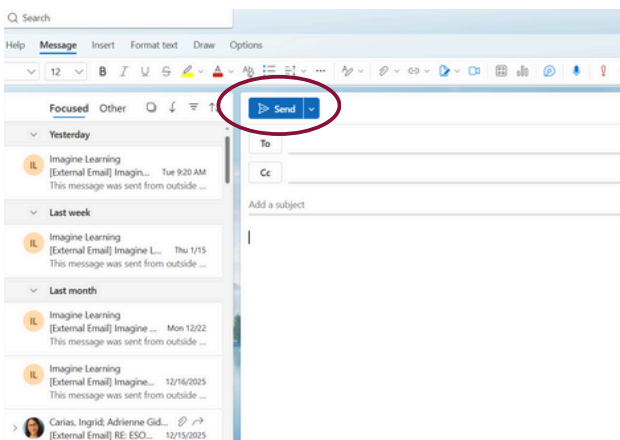 Search
Help Message Insert Format text Draw Options
12 B I U S A Ab
Focused Other
Send
Yesterday
To
IL Imagine Learning
[External Email] Imagin... Tue 9:20 AM
This message was sent from outside ...
Cc
Last week
Add a subject
IL Imagine Learning
[External Email] Imagine L... Thu 1/15
This message was sent from outside ...
Last month
IL Imagine Learning
[External Email] Imagine ... Mon 12/22
This message was sent from outside ...
IL Imagine Learning
[External Email] Imagine... 12/16/2025
This message was sent from outside ...
Carias, Ingrid; Adrienne Gid...
[External Email] RE: ESO... 12/15/2025